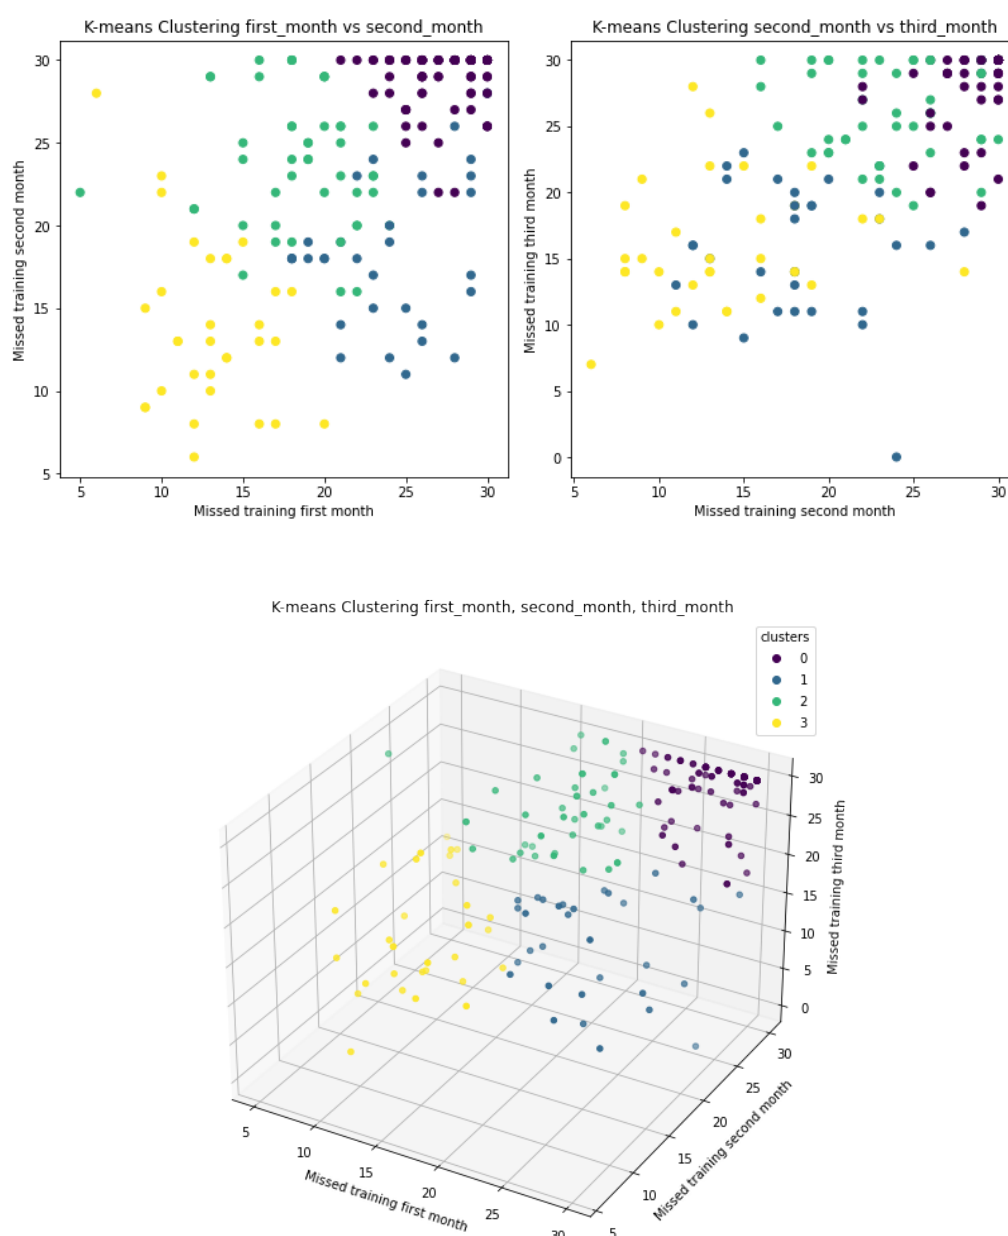 K-means Clustering first_month vs second_month
30
25
20
15
10
5
Missed training second month
5 10 15 20 25 30
Missed training first month
K-means Clustering second_month vs third_month
30
25
20
15
10
5
0
Missed training third month
5 10 15 20 25 30
Missed training second month
K-means Clustering first_month, second_month, third_month
clusters
0
1
2
3
30
25
20
15
10
5
0
Missed training third month
5
10
15
20
25
30
Missed training first month
30
25
20
15
10
5
Missed training second month